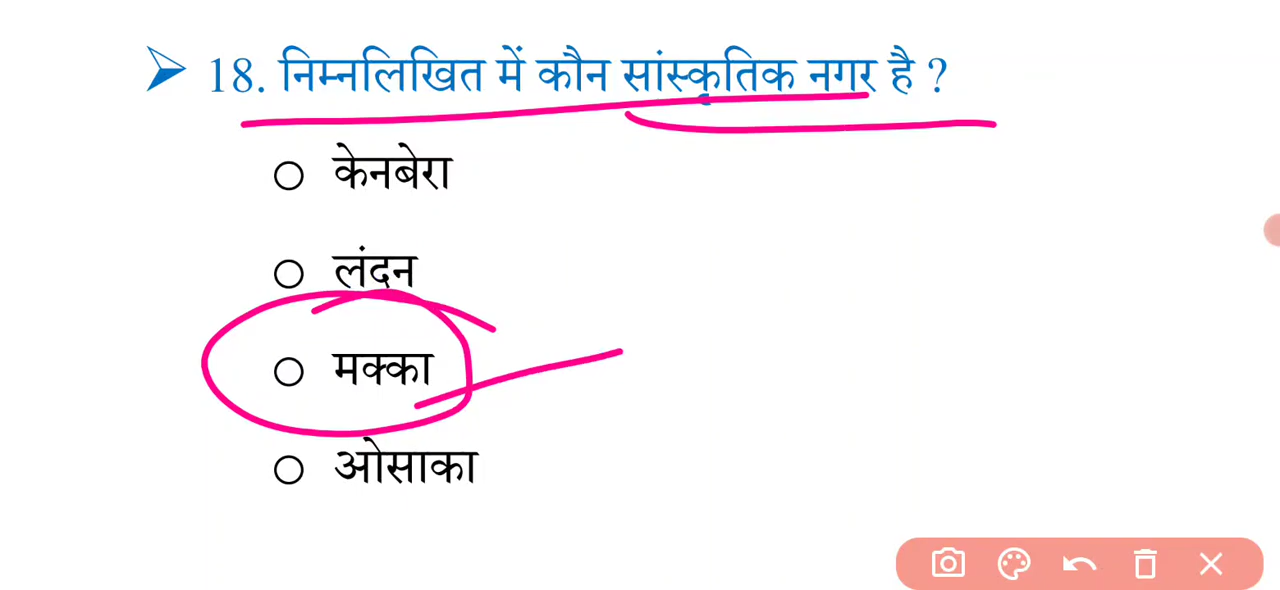 ➤ 18. निम्नलिखित में कौन सांस्कृतिक नगर है ?
○ केनबेरा
○ लंदन
○ मक्का
○ ओसाका